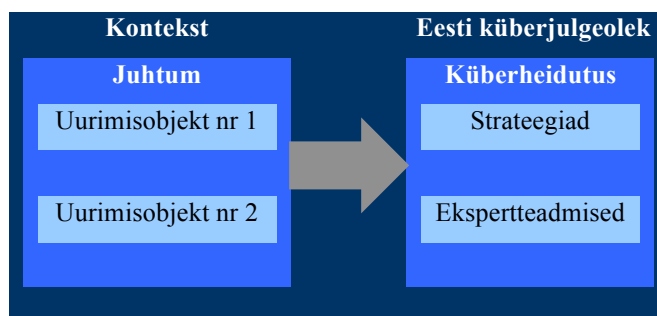 Kontekst
Juhtum
Uurimisobjekt nr 1
Uurimisobjekt nr 2
Eesti küberjulgeolek
Küberheidutus
Strateegiad
Ekspertteadmised